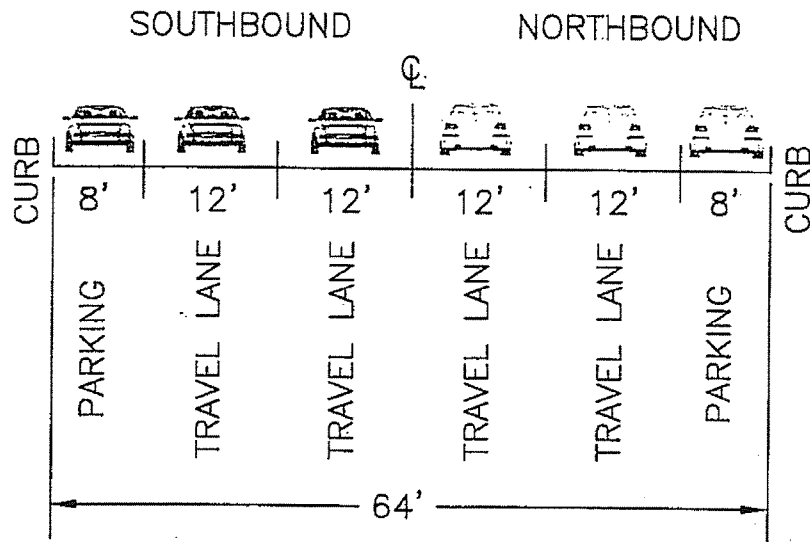 SOUTHBOUND NORTHBOUND
℄
CURB 8' 12' 12' 12' 12' 8' CURB
PARKING TRAVEL LANE TRAVEL LANE TRAVEL LANE TRAVEL LANE PARKING
64'